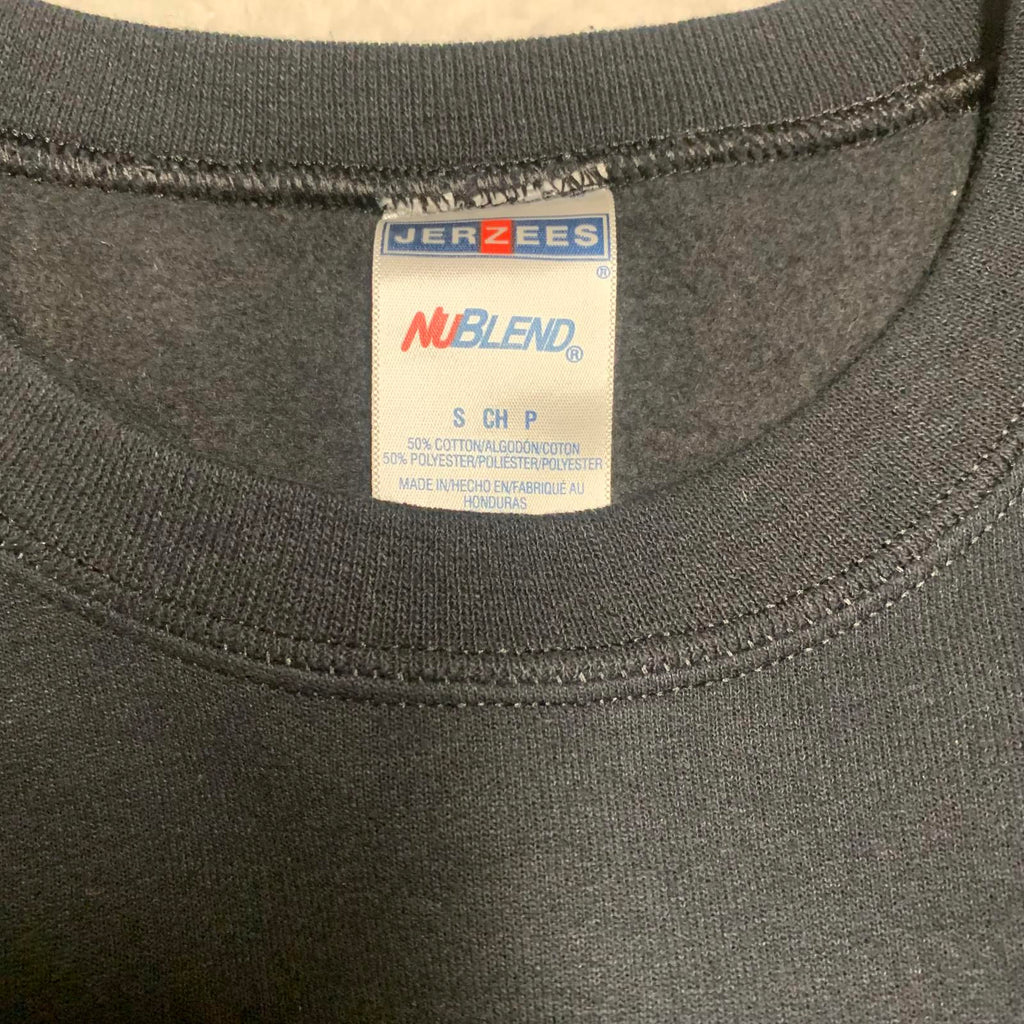 JERZEES
®
NUBLEND®
S CH P
50% COTTON/ALGODÓN/COTON
50% POLYESTER/POLIÉSTER/POLYESTER
MADE IN/HECHO EN/FABRIQUÉ AU
HONDURAS